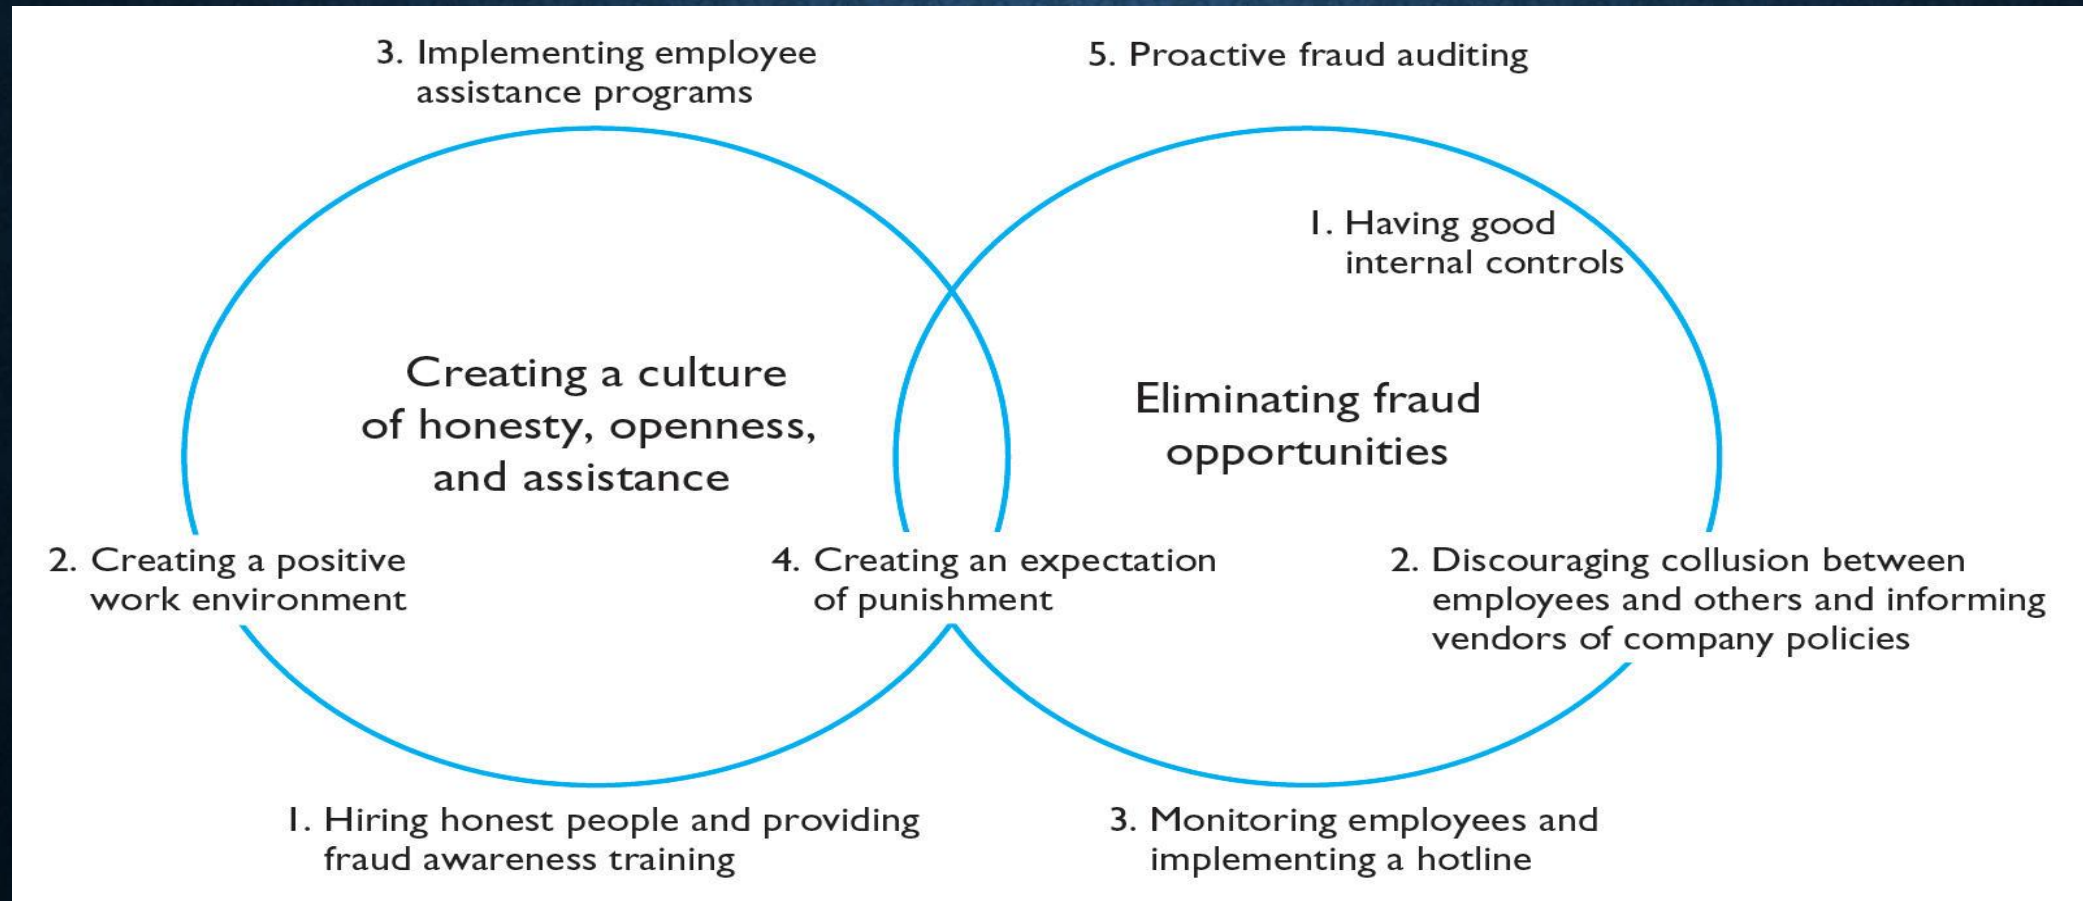 3. Implementing employee
assistance programs
5. Proactive fraud auditing
1. Having good
internal controls
Creating a culture
of honesty, openness,
and assistance
Eliminating fraud
opportunities
2. Creating a positive
work environment
4. Creating an expectation
of punishment
2. Discouraging collusion between
employees and others and informing
vendors of company policies
1. Hiring honest people and providing
fraud awareness training
3. Monitoring employees and
implementing a hotline